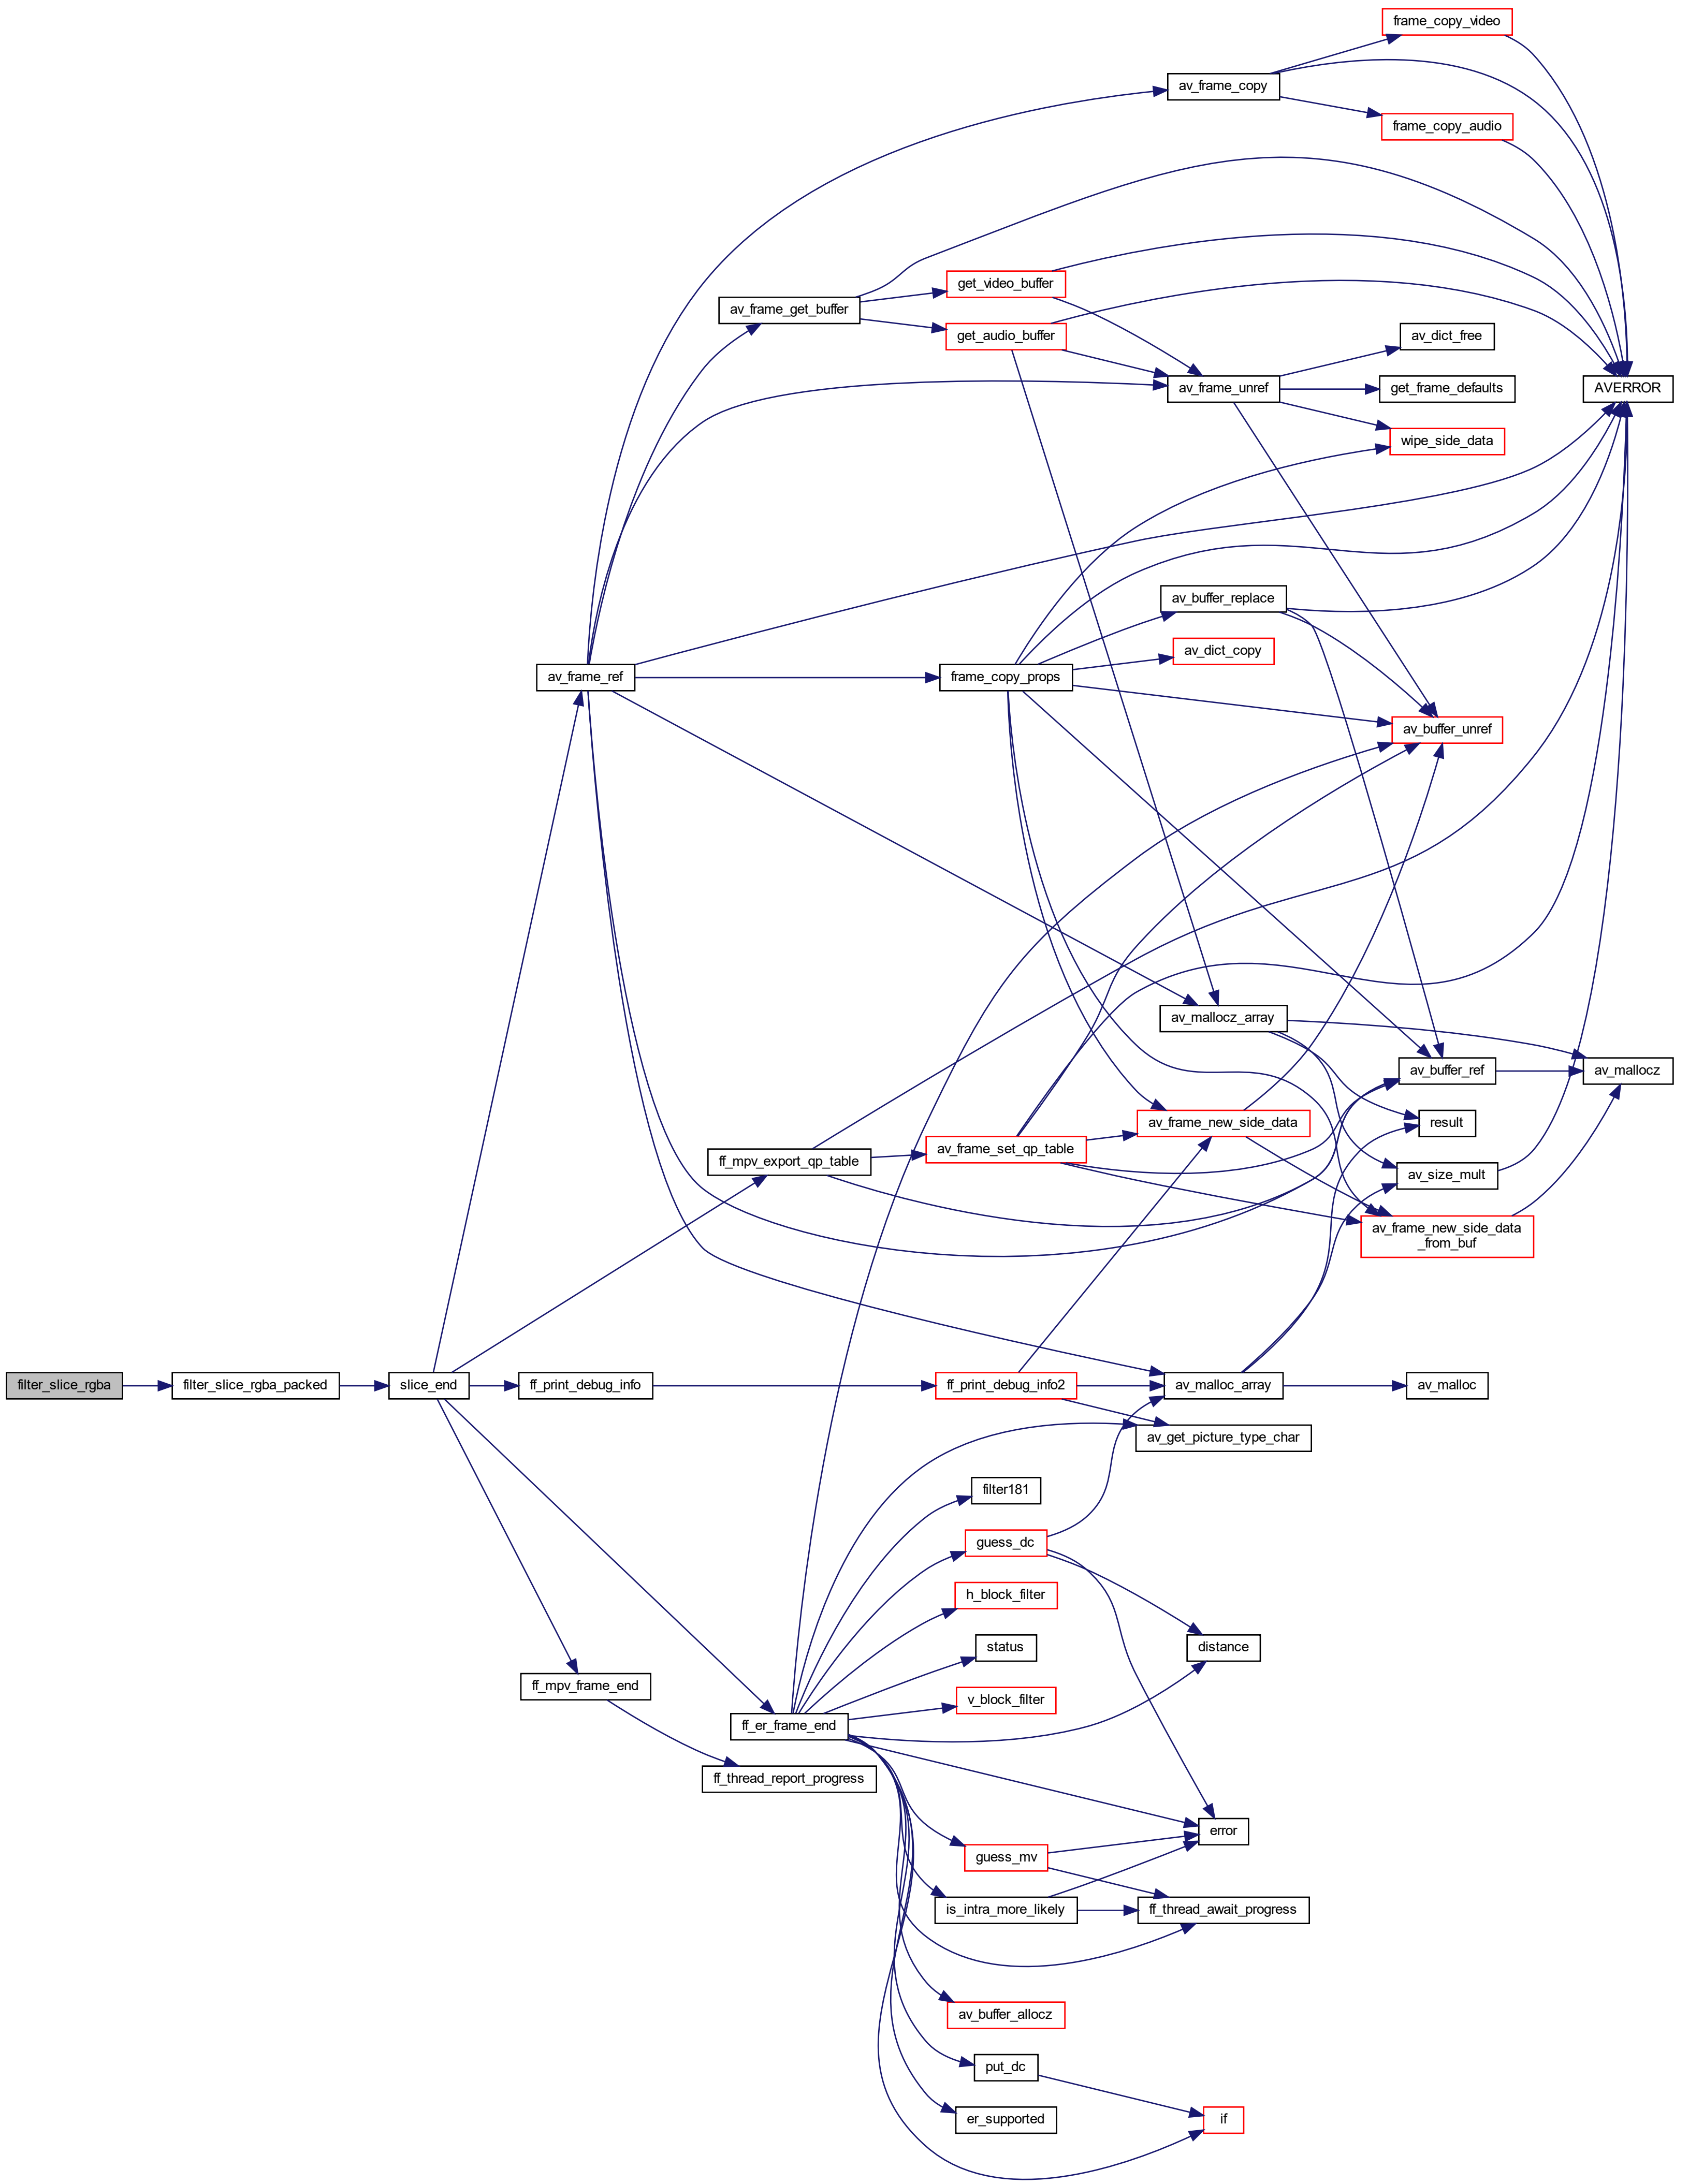 frame_copy_video
av_frame_copy
frame_copy_audio
get_video_buffer
av_frame_get_buffer
get_audio_buffer
av_dict_free
av_frame_unref
get_frame_defaults
AVERROR
wipe_side_data
av_buffer_replace
av_dict_copy
av_frame_ref
frame_copy_props
av_buffer_unref
av_mallocz_array
av_buffer_ref
av_mallocz
av_frame_new_side_data
result
av_frame_set_qp_table
ff_mpv_export_qp_table
av_size_mult
av_frame_new_side_data
_from_buf
filter_slice_rgba
filter_slice_rgba_packed
slice_end
ff_print_debug_info
ff_print_debug_info2
av_malloc_array
av_malloc
av_get_picture_type_char
filter181
guess_dc
h_block_filter
status
distance
ff_mpv_frame_end
v_block_filter
ff_er_frame_end
ff_thread_report_progress
error
guess_mv
is_intra_more_likely
ff_thread_await_progress
av_buffer_allocz
put_dc
er_supported
if